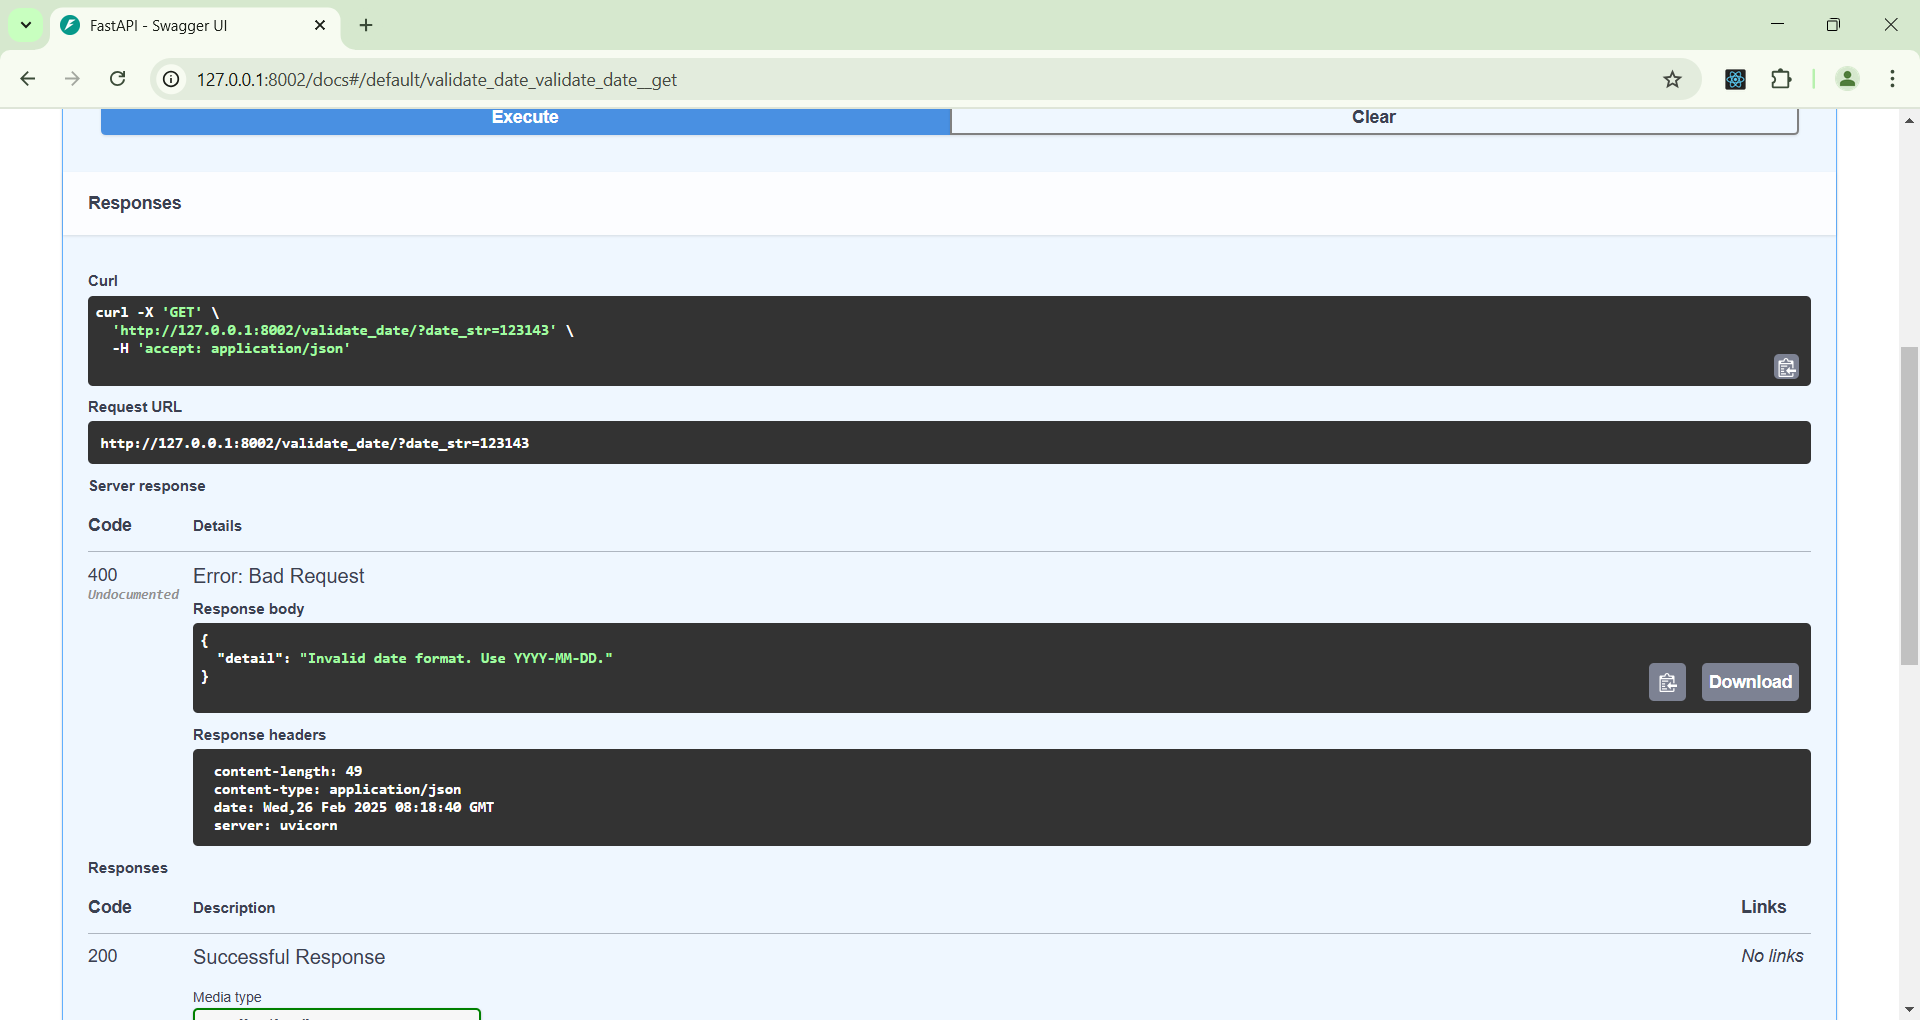 FastAPI - Swagger UI
127.0.0.1:8002/docs#/default/validate_date_validate_date__get
Execute
Clear
Responses
Curl
curl -X 'GET' \
'http://127.0.0.1:8002/validate_date/?date_str=123143' \
-H 'accept: application/json'
Request URL
http://127.0.0.1:8002/validate_date/?date_str=123143
Server response
Code Details
400 Error: Bad Request
Undocumented
Response body
{
"detail": "Invalid date format. Use YYYY-MM-DD."
}
Download
Response headers
content-length: 49
content-type: application/json
date: Wed,26 Feb 2025 08:18:40 GMT
server: uvicorn
Responses
Code Description Links
200 Successful Response No links
Media type